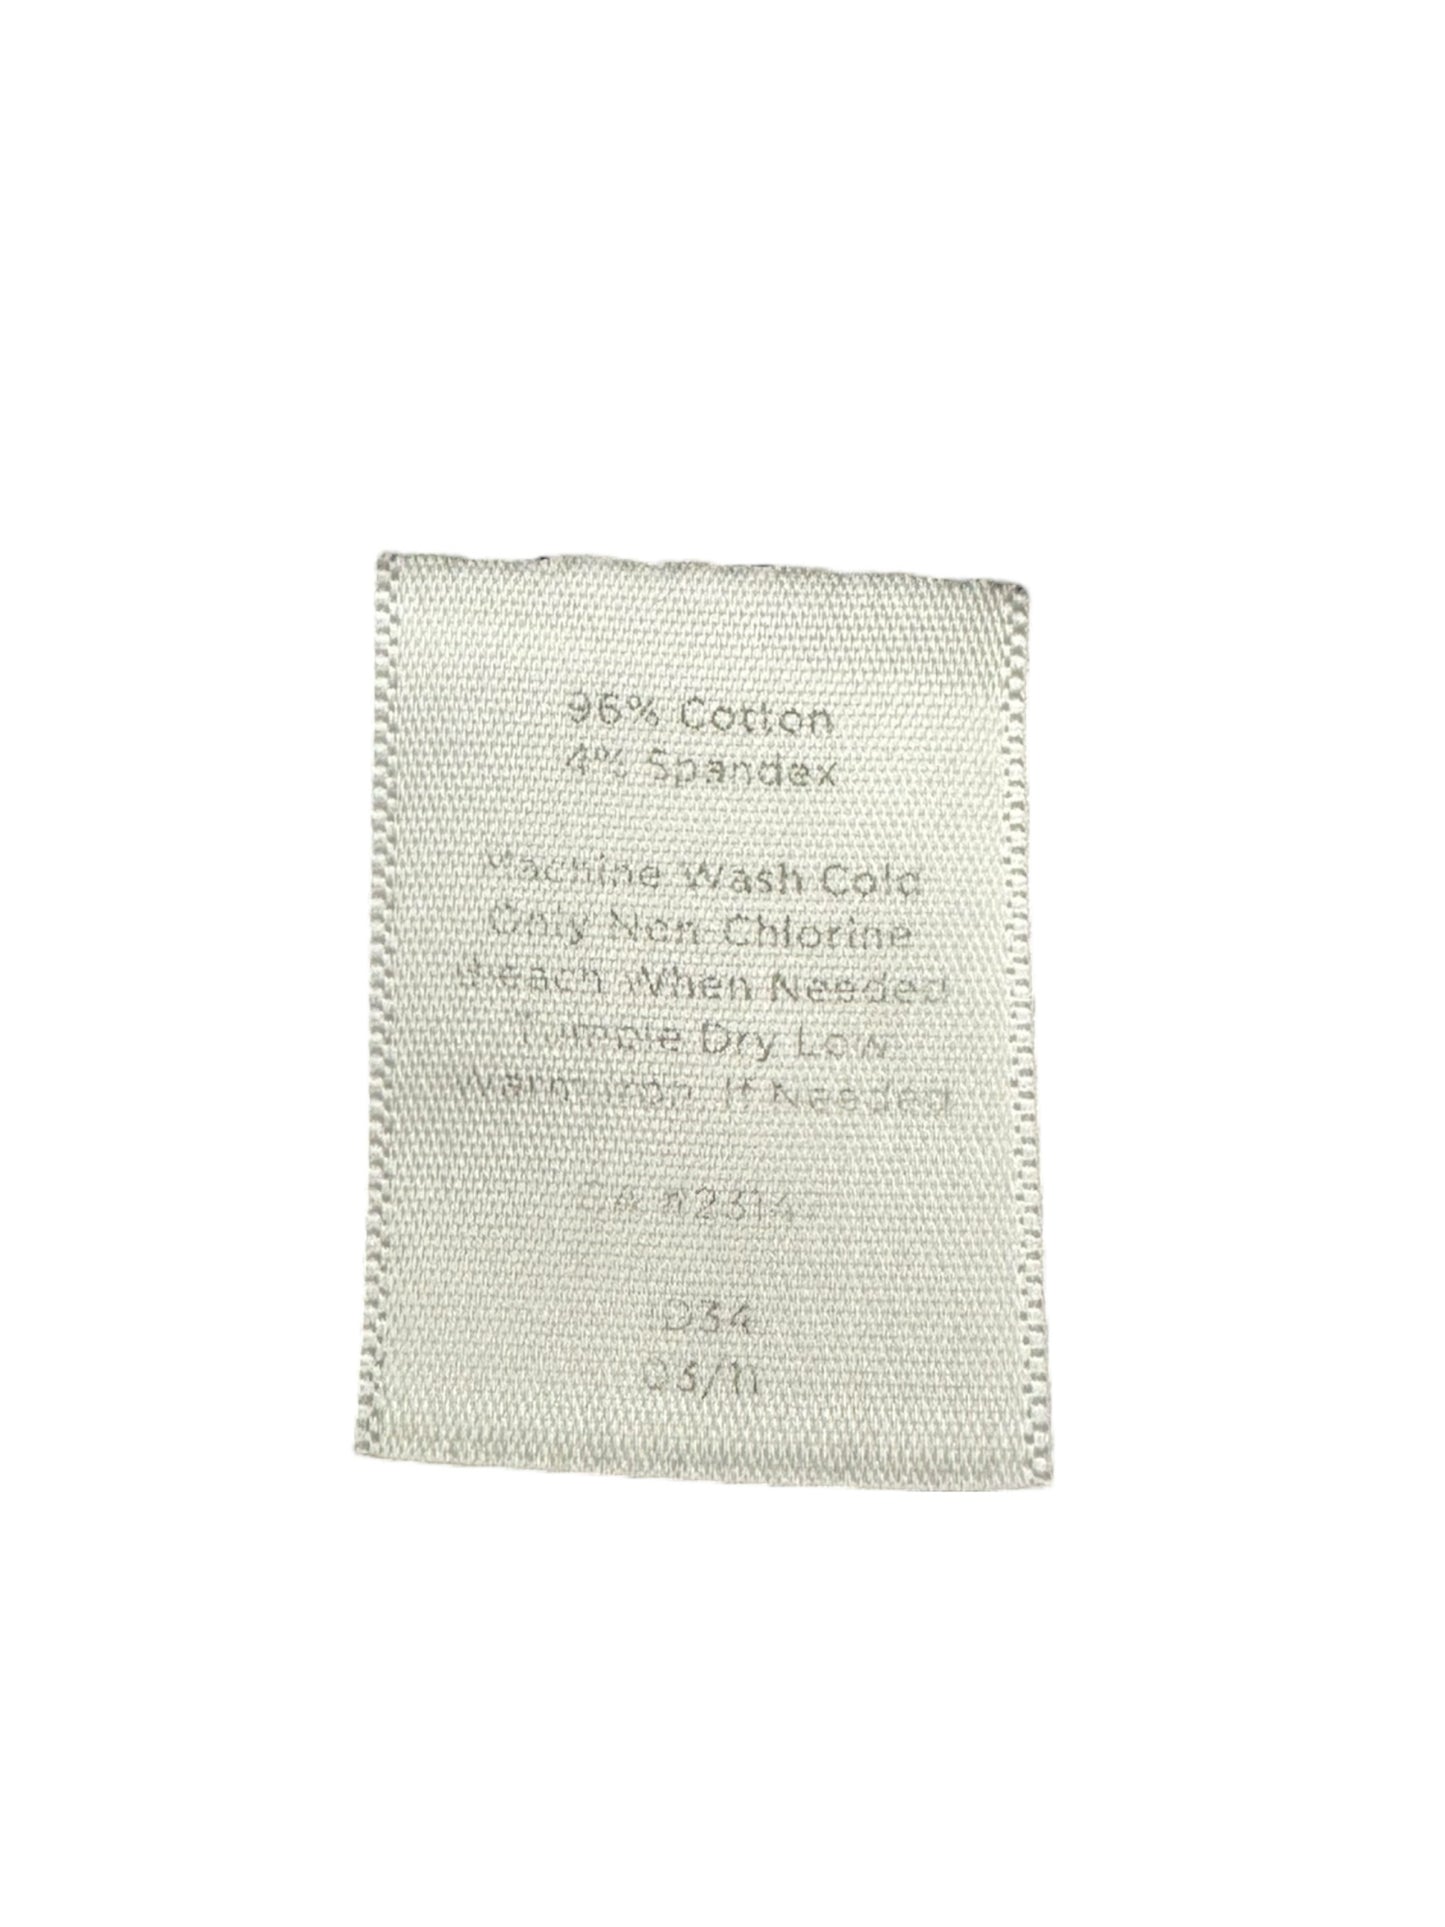 96% Cotton
4% Spandex
Machine Wash Cold
Only Non-Chlorine
Bleach When Needed
Tumble Dry Low
Warm Iron If Needed
D34
03/11